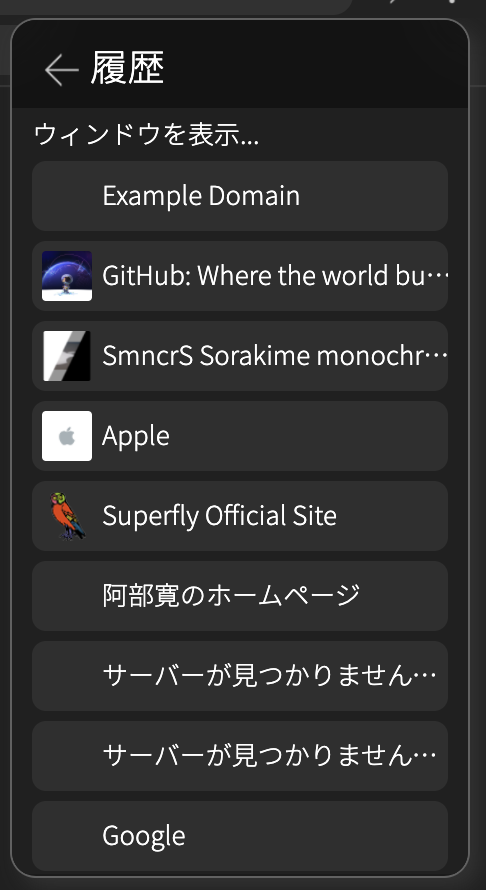 履歴
ウィンドウを表示...
Example Domain
GitHub: Where the world bu…
SmncrS Sorakime monochr…
Apple
Superfly Official Site
阿部寛のホームページ
サーバーが見つかりません…
サーバーが見つかりません…
Google